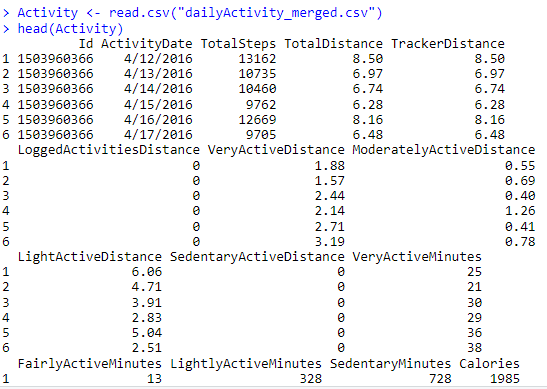 > Activity <- read.csv("dailyActivity_merged.csv")
> head(Activity)
Id ActivityDate TotalSteps TotalDistance TrackerDistance
1 1503960366 4/12/2016 13162 8.50 8.50
2 1503960366 4/13/2016 10735 6.97 6.97
3 1503960366 4/14/2016 10460 6.74 6.74
4 1503960366 4/15/2016 9762 6.28 6.28
5 1503960366 4/16/2016 12669 8.16 8.16
6 1503960366 4/17/2016 9705 6.48 6.48
LoggedActivitiesDistance VeryActiveDistance ModeratelyActiveDistance
1 0 1.88 0.55
2 0 1.57 0.69
3 0 2.44 0.40
4 0 2.14 1.26
5 0 2.71 0.41
6 0 3.19 0.78
LightActiveDistance SedentaryActiveDistance VeryActiveMinutes
1 6.06 0 25
2 4.71 0 21
3 3.91 0 30
4 2.83 0 29
5 5.04 0 36
6 2.51 0 38
FairlyActiveMinutes LightlyActiveMinutes SedentaryMinutes Calories
1 13 328 728 1985